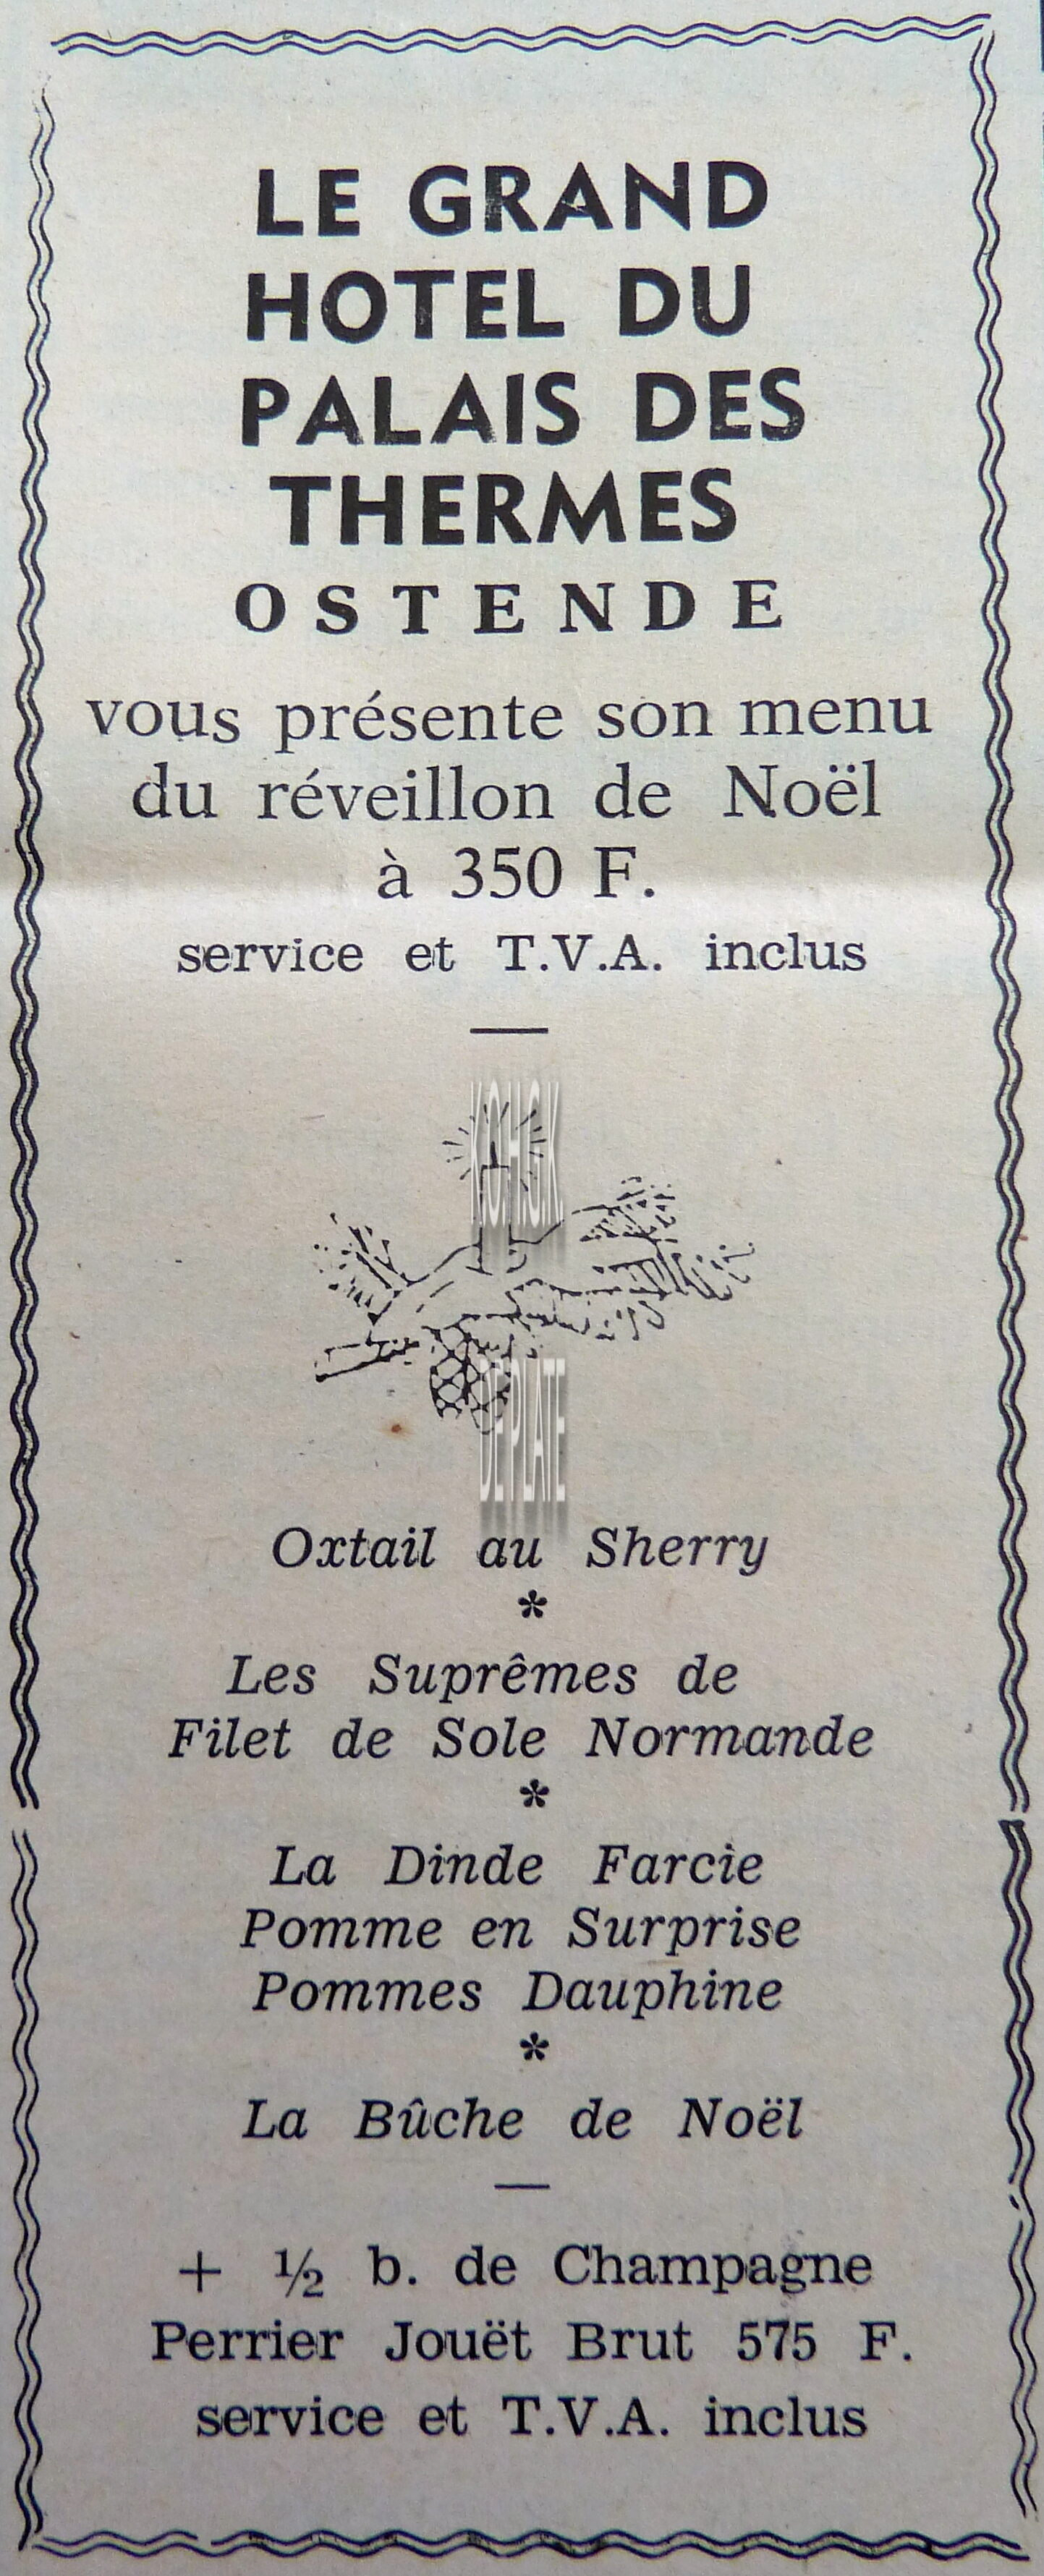 LE GRAND
HOTEL DU
PALAIS DES
THERMES
OSTENDE
vous présente son menu
du réveillon de Noël
à 350 F.
service et T.V.A. inclus
DE PLATE
Oxtail au Sherry
*
Les Suprêmes de
Filet de Sole Normande
*
La Dinde Farcie
Pomme en Surprise
Pommes Dauphine
*
La Bûche de Noël
+ ½ b. de Champagne
Perrier Jouët Brut 575 F.
service et T.V.A. inclus